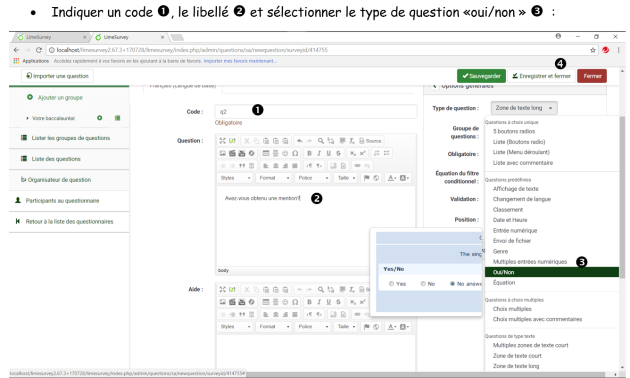 • Indiquer un code ❶, le libellé ❷ et sélectionner le type de question «oui/non » ❸ :
LimeSurvey
LimeSurvey
localhost/limesurvey2.67.3+170728/limesurvey/index.php/admin/questions/sa/newquestion/surveyid/414755
Applications Accédez rapidement à vos favoris en les ajoutant à la barre de favoris. Importer mes favoris maintenant...
❹
Importer une question
Sauvegarder
Enregistrer et fermer
Fermer
Français (Langue de base)
Options générales
Ajouter un groupe
Votre baccalauréat
Lister les groupes de questions
Liste des questions
Organisateur de question
Participants au questionnaire
Retour à la liste des questionnaires
Code :
q2
❶
Obligatoire
Question :
Source
Styles
Format
Police
Taille
Avez-vous obtenu une mention?
❷
body
Aide :
Styles
Format
Police
Taille
Type de question :
Zone de texte long
Groupe de questions :
Obligatoire :
Équation du filtre conditionnel :
Validation :
Position :
Questions à choix unique
5 boutons radios
Liste (Boutons radio)
Liste (Menu déroulant)
Liste avec commentaire
Questions prédéfinies
Affichage de texte
Changement de langue
Classement
Date et Heure
Entrée numérique
Envoi de fichier
Genre
Multiples entrées numériques
❸
Oui/Non
Équation
Questions à choix multiples
Choix multiples
Choix multiples avec commentaires
Questions de type texte
Multiples zones de texte court
Zone de texte court
Zone de texte long
The sing
Yes/No
Yes
No
No answe
localhost/limesurvey2.67.3+170728/limesurvey/index.php/admin/questions/sa/newquestion/surveyid/414755#